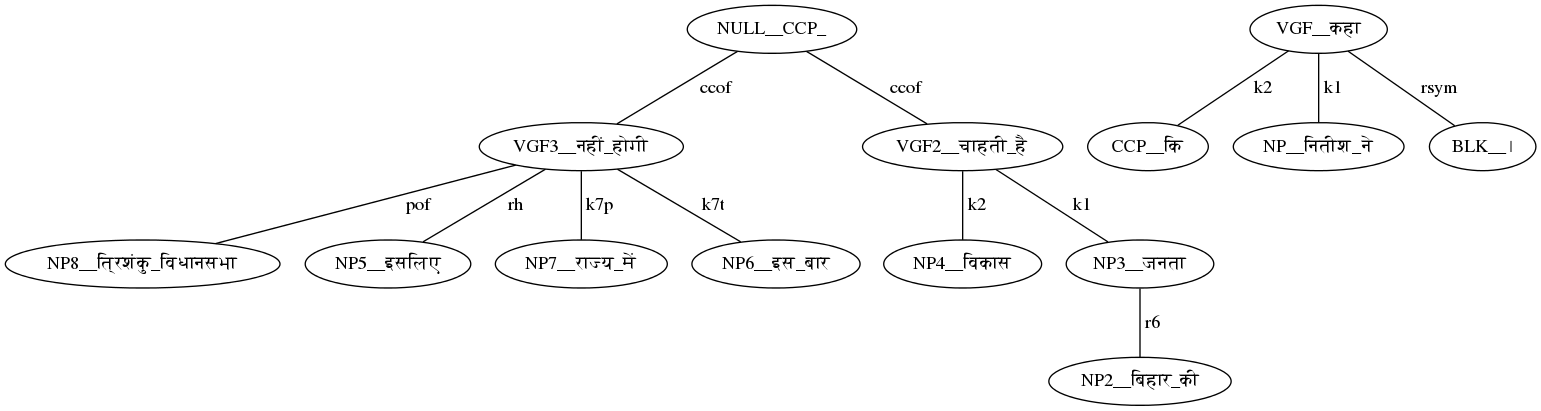 NULL__CCP_ VGF__कहा
ccof ccof k2 k1 rsym
VGF3__नहीं_होगी VGF2__चाहती_है CCP__कि NP__नितीश_ने BLK__।
pof rh k7p k7t k2 k1
NP8__त्रिशंकु_विधानसभा NP5__इसलिए NP7__राज्य_में NP6__इस_बार NP4__विकास NP3__जनता
r6
NP2__बिहार_की